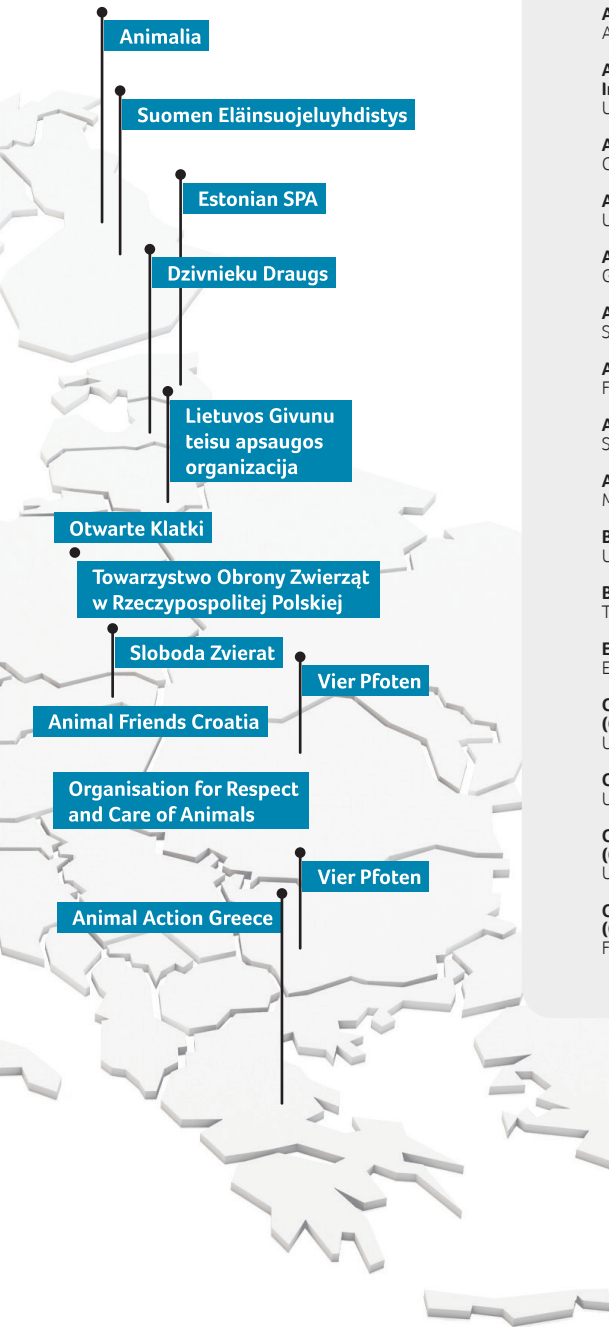 Animalia
Suomen Eläinsuojeluyhdistys
Estonian SPA
Dzivnieku Draugs
Lietuvos Givunu
teisu apsaugos
organizacija
Otwarte Klatki
Towarzystwo Obrony Zwierząt
w Rzeczypospolitej Polskiej
Sloboda Zvierat
Vier Pfoten
Animal Friends Croatia
Organisation for Respect
and Care of Animals
Vier Pfoten
Animal Action Greece